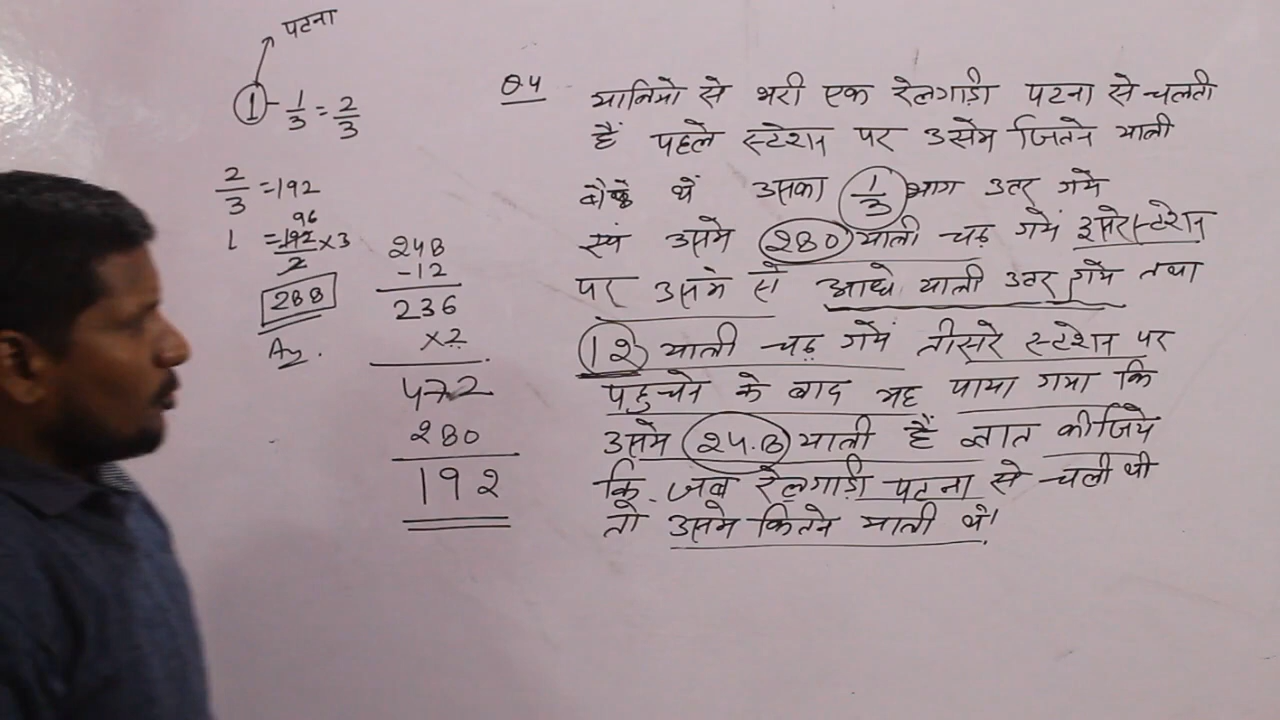 पटना
1 - 1/3 = 2/3
2/3 = 192
96
1 = 192 × 3
2
288
Ay.
248
-12
236
×2
472
280
192
Q4 यात्रियो से भरी एक रेलगाड़ी पटना से चलती
हैं पहले स्टेशन पर उसमे जितने यात्री
बैठे थें उसका 1/3 भाग उतर गये
एवं उसमे 280 यात्री चढ़ गयें दुसरे स्टेशन
पर उसमे से आधे यात्री उतर गये तथा
12 यात्री चढ़ गयें तीसरे स्टेशन पर
पहुचने के बाद यह पाया गया कि
उसमे 248 यात्री हैं ज्ञात कीजिये
कि जब रेलगाड़ी पटना से चली थी
तो उसमे कितने यात्री थे।